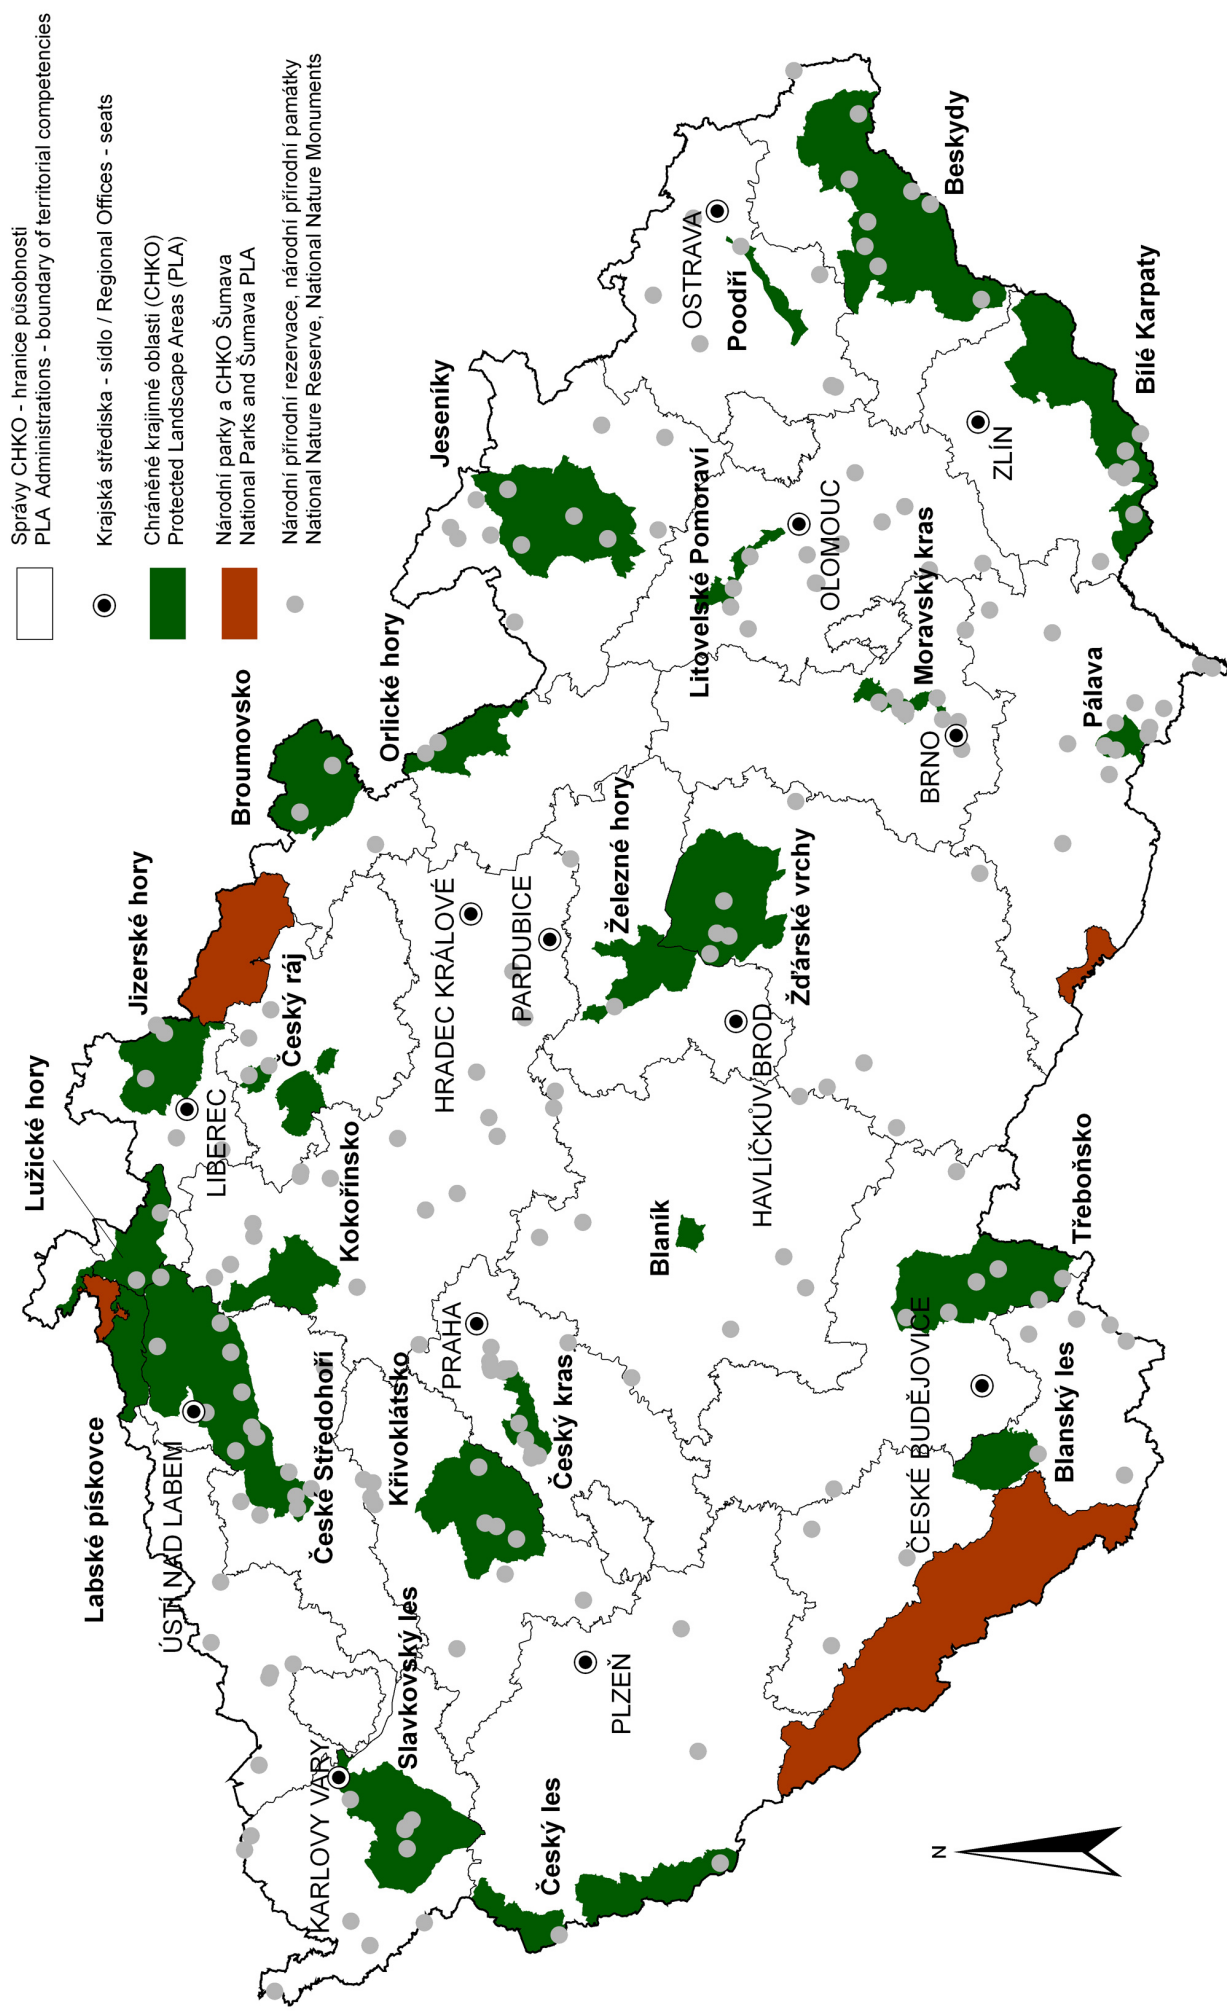 Správy CHKO - hranice působnosti
PLA Administrations - boundary of territorial competencies
Krajská střediska - sídlo / Regional Offices - seats
Chráněné krajinné oblasti (CHKO)
Protected Landscape Areas (PLA)
Národní parky a CHKO Šumava
National Parks and Šumava PLA
Národní přírodní rezervace, národní přírodní památky
National Nature Reserve, National Nature Monuments
Lužické hory
Labské pískovce
Jizerské hory
ÚSTÍ NAD LABEM
LIBEREC
Broumovsko
Český ráj
České Středohoří
Kokořínsko
KARLOVY VARY
Orlické hory
Křivoklátsko
Slavkovský les
Jeseníky
PRAHA
HRADEC KRÁLOVÉ
PARDUBICE
Český les
Český kras
Železné hory
PLZEŇ
Blaník
Litovelské Pomoraví
OSTRAVA
Poodří
HAVLÍČKŮV BROD
Žďárské vrchy
OLOMOUC
ČESKÉ BUDĚJOVICE
BRNO
Moravský kras
Beskydy
ZLÍN
Blanský les
Třeboňsko
Pálava
Bílé Karpaty
N